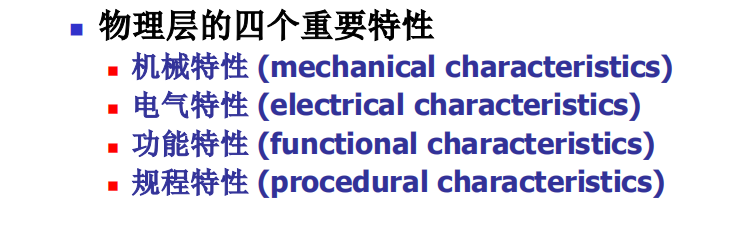 物理层的四个重要特性
机械特性 (mechanical characteristics)
电气特性 (electrical characteristics)
功能特性 (functional characteristics)
规程特性 (procedural characteristics)